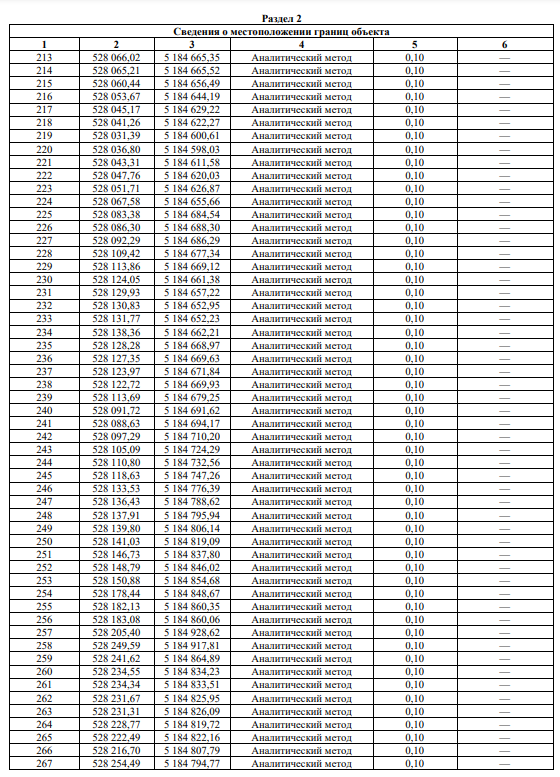 Раздел 2
Сведения о местоположении границ объекта
1 2 3 4 5 6
213 528 066,02 5 184 665,35 Аналитический метод 0,10 —
214 528 065,21 5 184 665,52 Аналитический метод 0,10 —
215 528 060,44 5 184 656,49 Аналитический метод 0,10 —
216 528 053,67 5 184 644,19 Аналитический метод 0,10 —
217 528 045,17 5 184 629,22 Аналитический метод 0,10 —
218 528 041,26 5 184 622,27 Аналитический метод 0,10 —
219 528 031,39 5 184 600,61 Аналитический метод 0,10 —
220 528 036,80 5 184 598,03 Аналитический метод 0,10 —
221 528 043,31 5 184 611,58 Аналитический метод 0,10 —
222 528 047,76 5 184 620,03 Аналитический метод 0,10 —
223 528 051,71 5 184 626,87 Аналитический метод 0,10 —
224 528 067,58 5 184 655,66 Аналитический метод 0,10 —
225 528 083,38 5 184 684,54 Аналитический метод 0,10 —
226 528 086,30 5 184 688,30 Аналитический метод 0,10 —
227 528 092,29 5 184 686,29 Аналитический метод 0,10 —
228 528 109,42 5 184 677,34 Аналитический метод 0,10 —
229 528 113,86 5 184 669,12 Аналитический метод 0,10 —
230 528 124,05 5 184 661,38 Аналитический метод 0,10 —
231 528 129,93 5 184 657,22 Аналитический метод 0,10 —
232 528 130,83 5 184 652,95 Аналитический метод 0,10 —
233 528 131,77 5 184 652,23 Аналитический метод 0,10 —
234 528 138,36 5 184 662,21 Аналитический метод 0,10 —
235 528 128,28 5 184 668,97 Аналитический метод 0,10 —
236 528 127,35 5 184 669,63 Аналитический метод 0,10 —
237 528 123,97 5 184 671,84 Аналитический метод 0,10 —
238 528 122,72 5 184 669,93 Аналитический метод 0,10 —
239 528 113,69 5 184 679,25 Аналитический метод 0,10 —
240 528 091,72 5 184 691,62 Аналитический метод 0,10 —
241 528 088,63 5 184 694,17 Аналитический метод 0,10 —
242 528 097,29 5 184 710,20 Аналитический метод 0,10 —
243 528 105,09 5 184 724,29 Аналитический метод 0,10 —
244 528 110,80 5 184 732,56 Аналитический метод 0,10 —
245 528 118,63 5 184 747,26 Аналитический метод 0,10 —
246 528 133,53 5 184 776,39 Аналитический метод 0,10 —
247 528 136,43 5 184 788,62 Аналитический метод 0,10 —
248 528 137,91 5 184 795,94 Аналитический метод 0,10 —
249 528 139,80 5 184 806,14 Аналитический метод 0,10 —
250 528 141,03 5 184 819,09 Аналитический метод 0,10 —
251 528 146,73 5 184 837,80 Аналитический метод 0,10 —
252 528 148,79 5 184 846,02 Аналитический метод 0,10 —
253 528 150,88 5 184 854,68 Аналитический метод 0,10 —
254 528 178,44 5 184 848,67 Аналитический метод 0,10 —
255 528 182,13 5 184 860,35 Аналитический метод 0,10 —
256 528 183,08 5 184 860,06 Аналитический метод 0,10 —
257 528 205,40 5 184 928,62 Аналитический метод 0,10 —
258 528 249,59 5 184 917,81 Аналитический метод 0,10 —
259 528 241,62 5 184 864,89 Аналитический метод 0,10 —
260 528 234,55 5 184 834,23 Аналитический метод 0,10 —
261 528 234,34 5 184 833,51 Аналитический метод 0,10 —
262 528 231,67 5 184 825,95 Аналитический метод 0,10 —
263 528 231,31 5 184 826,09 Аналитический метод 0,10 —
264 528 228,77 5 184 819,72 Аналитический метод 0,10 —
265 528 222,49 5 184 822,16 Аналитический метод 0,10 —
266 528 216,70 5 184 807,79 Аналитический метод 0,10 —
267 528 254,49 5 184 794,77 Аналитический метод 0,10 —